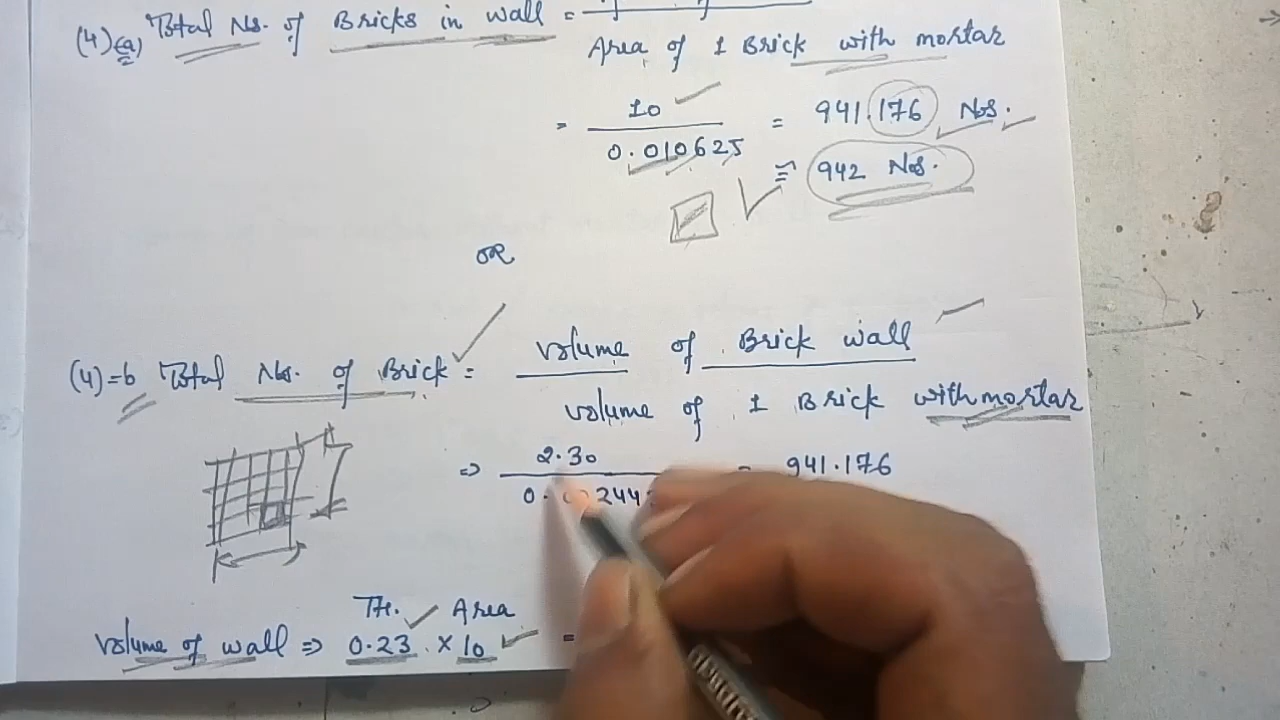 (4)(a) Total Ns. of Bricks in wall =
Area of 1 Brick with mortar
= 10 / 0.010625 = 941.176 Nos.
≅ 942 Nos.
OR
(4)=b Total Ns. of Brick = volume of Brick wall
volume of 1 Brick with mortar
⇒ 2.30 = 941.176
TH. Area
volume of wall ⇒ 0.23 × 10 =